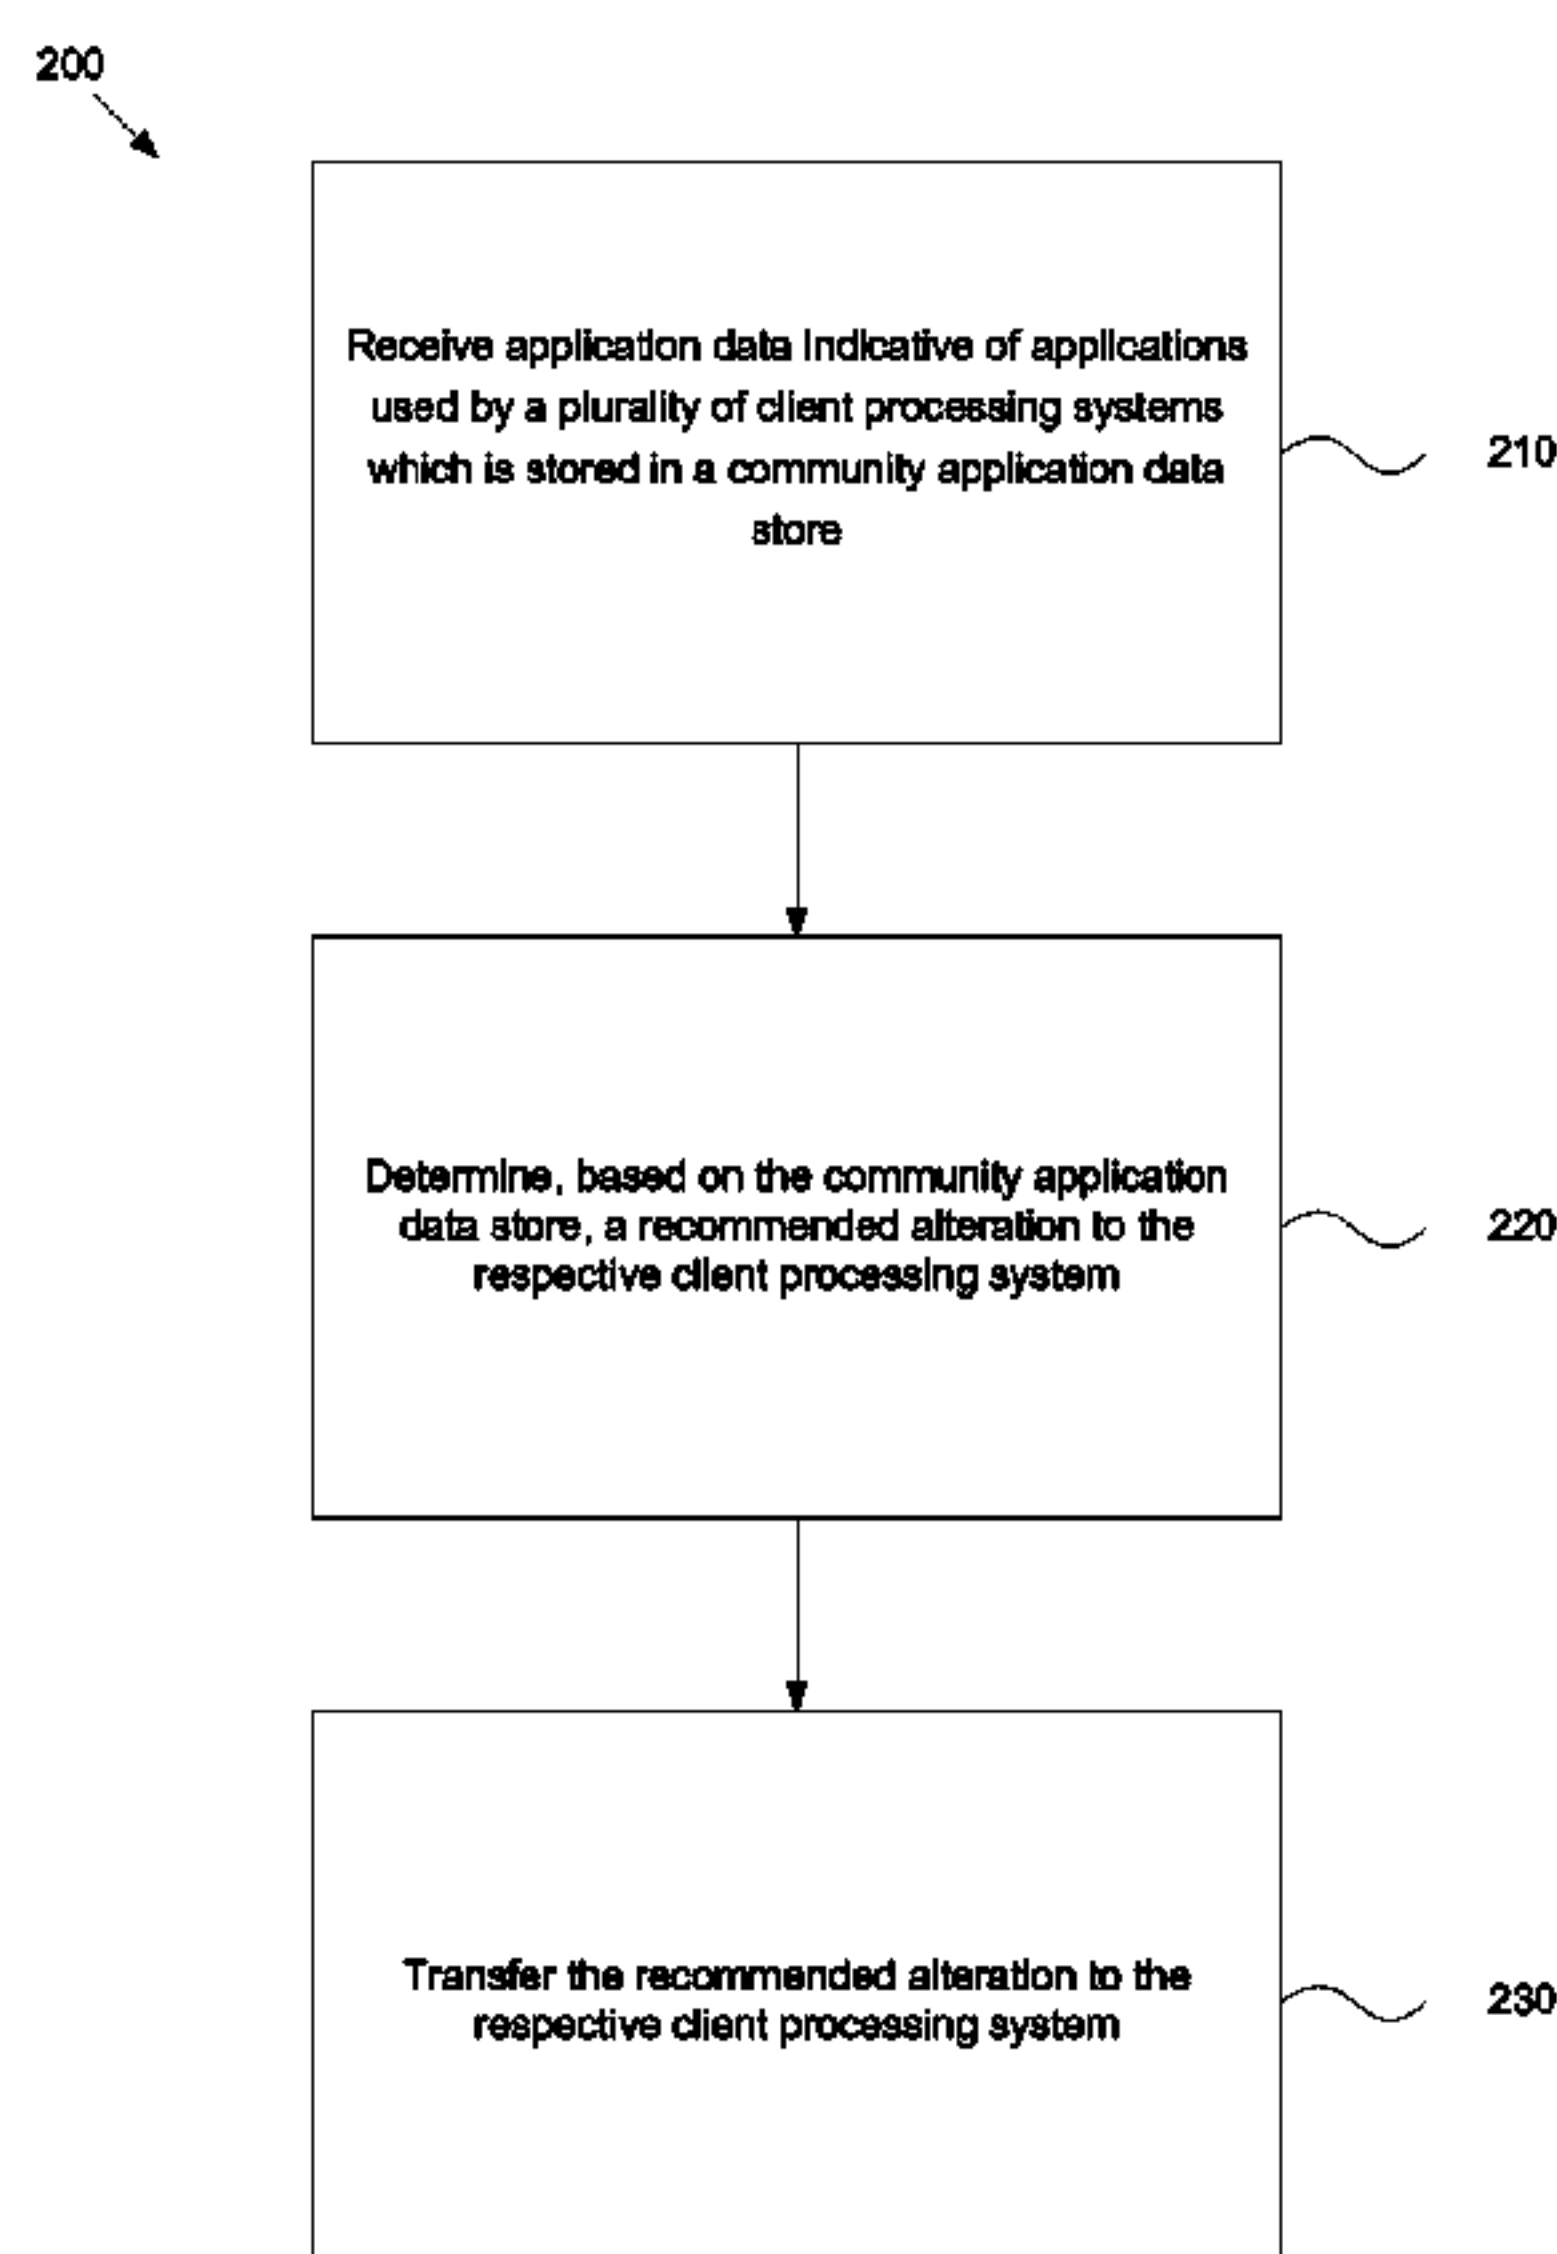 200
Receive application data indicative of applications
used by a plurality of client processing systems
which is stored in a community application data
store
210
Determine, based on the community application
data store, a recommended alteration to the
respective client processing system
220
Transfer the recommended alteration to the
respective client processing system
230